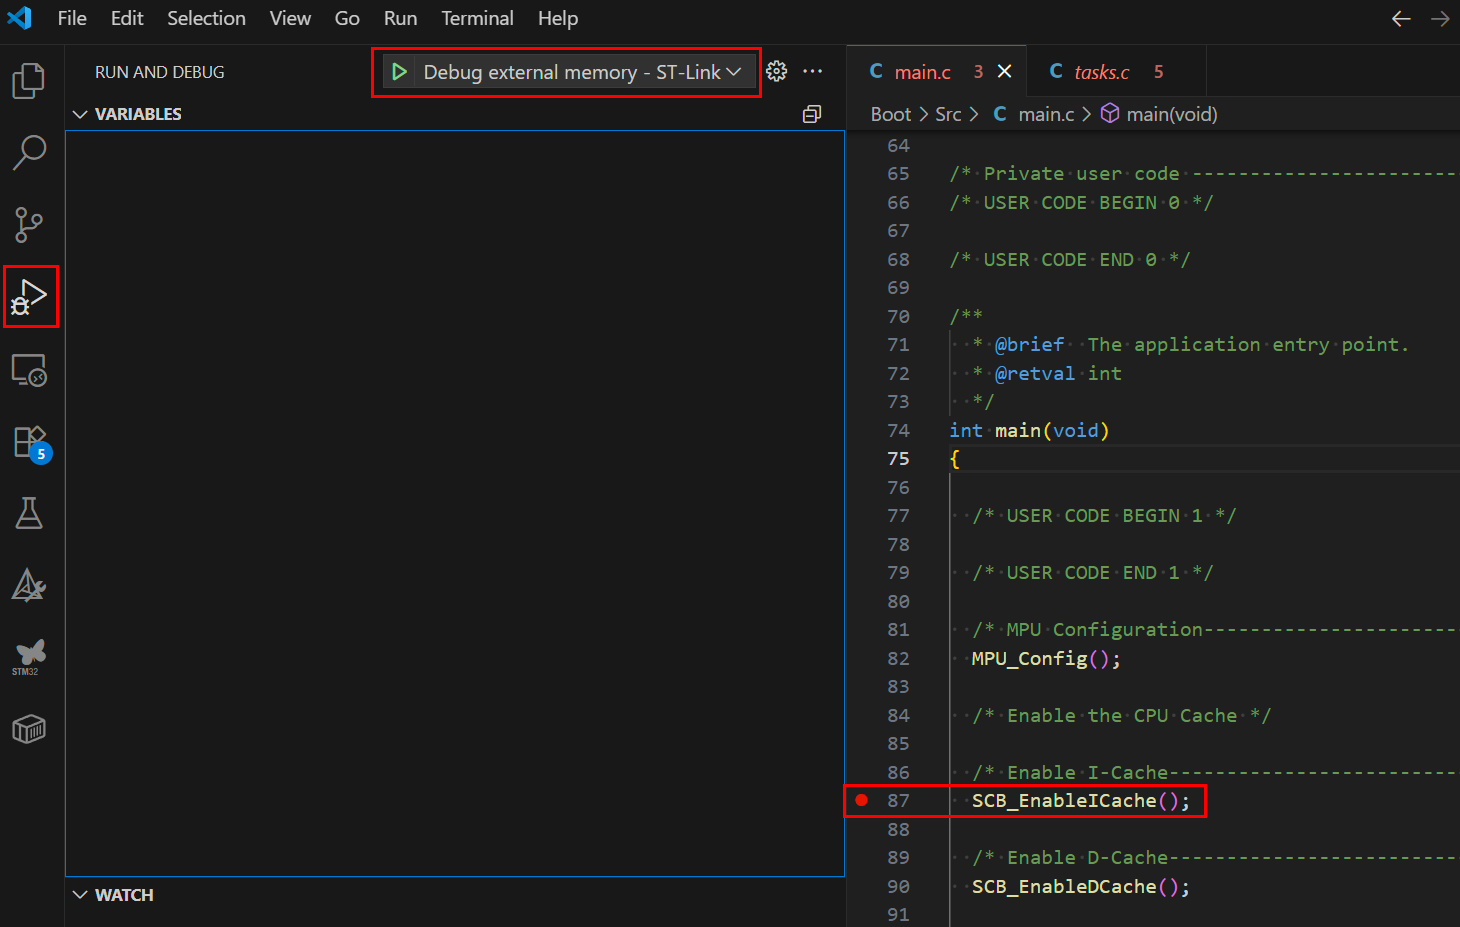 File Edit Selection View Go Run Terminal Help
RUN AND DEBUG
Debug external memory - ST-Link
VARIABLES
WATCH
5
STM32
main.c 3
tasks.c 5
Boot > Src > C main.c > main(void)
64
65 /* Private user code -----------------------
66 /* USER CODE BEGIN 0 */
67
68 /* USER CODE END 0 */
69
70 /**
71 * @brief The application entry point.
72 * @retval int
73 */
74 int main(void)
75 {
76
77 /* USER CODE BEGIN 1 */
78
79 /* USER CODE END 1 */
80
81 /* MPU Configuration----------------------
82 MPU_Config();
83
84 /* Enable the CPU Cache */
85
86 /* Enable I-Cache-------------------------
87 SCB_EnableICache();
88
89 /* Enable D-Cache-------------------------
90 SCB_EnableDCache();
91